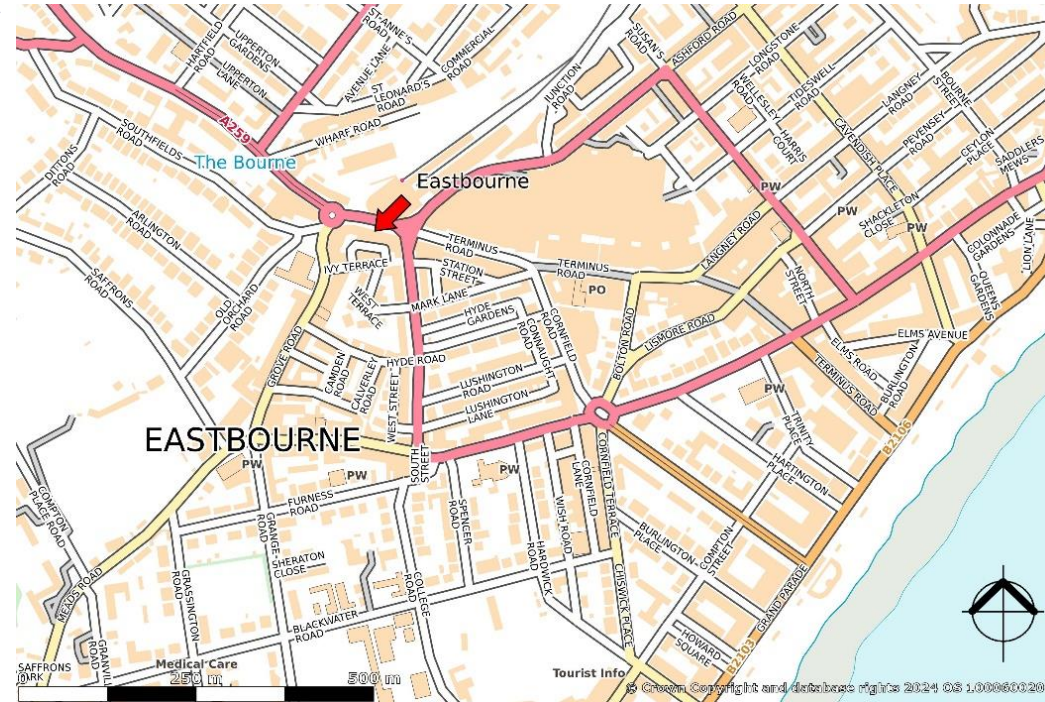 ST-ANNE'S
ROAD
SUSAN'S
ROAD
ASHFORD ROAD
UPPERTON
GARDENS
HARTFIELD
ROAD
UPPERTON
LANE
AVENUE LANE
COMMERCIAL
ROAD
ST
LEONARD'S
ROAD
JUNCTION
ROAD
LONGSTONE
ROAD
WELLESLEY
ROAD
TIDESWELL
ROAD
LANGNEY
ROAD
BOURNE
STREET
A259
WHARF ROAD
SOUTHFIELDS
ROAD
The Bourne
DITTONS
ROAD
HARRIS
COURT
CAVENDISH PLACE
PEVENSEY
ROAD
CEYLON
PLACE
SADDLERS
MEWS
Eastbourne
PW
PW
PW
SHACKLETON
CLOSE
COLONNADE
GARDENS
LION LANE
ARLINGTON
ROAD
SAFFRONS
ROAD
OLD
ORCHARD
ROAD
IVY TERRACE
WEST
TERRACE
TERMINUS
ROAD
STATION
STREET
TERMINUS
ROAD
LANGNEY ROAD
MARK LANE
PO
NORTH
STREET
QUEENS
GARDENS
HYDE
GARDENS
CORNFIELD
ROAD
CONNAUGHT
ROAD
BOLTON ROAD
LISMORE ROAD
ELMS AVENUE
ELMS ROAD
BURLINGTON
ROAD
TERMINUS ROAD
GROVE ROAD
HYDE ROAD
CAMDEN
ROAD
CALVERLEY
ROAD
WEST STREET
LUSHINGTON
ROAD
LUSHINGTON
LANE
PW
TRINITY
PLACE
B2106
EASTBOURNE
HARTINGTON
PLACE
SOUTH
STREET
PW
PW
PW
CORNFIELD TERRACE
CORNFIELD
LANE
COMPTON
PLACE ROAD
FURNESS
ROAD
SPENCER
ROAD
WISH ROAD
HARDWICK
ROAD
BURLINGTON
PLACE
COMPTON
STREET
GRANGE
ROAD
SHERATON
CLOSE
CHISWICK PLACE
GRAND PARADE
MEADS ROAD
GRASSINGTON
ROAD
COLLEGE
ROAD
BLACKWATER
ROAD
HOWARD
SQUARE
B2103
SAFFRONS
Medical Care
Tourist Info
0
250 m
500 m
© Crown Copyright and database rights 2024 OS 100060020